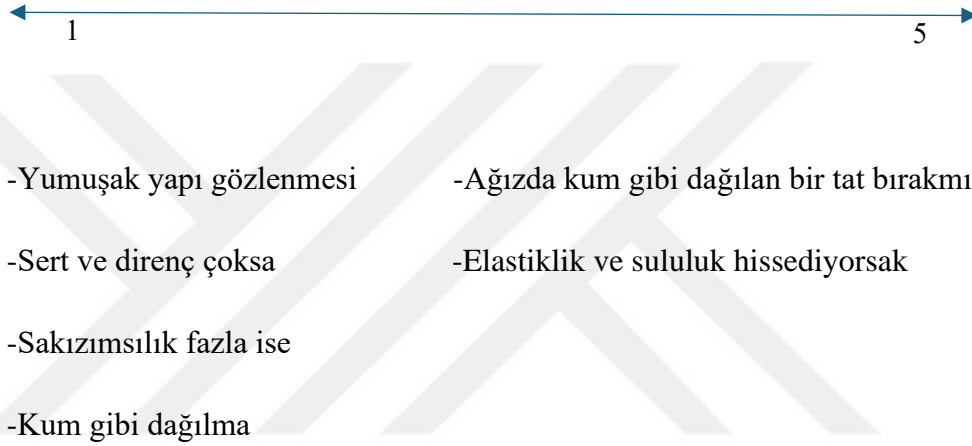 1 5
-Yumuşak yapı gözlenmesi -Ağızda kum gibi dağılan bir tat bırakmı
-Sert ve direnç çoksa -Elastiklik ve sululuk hissediyorsak
-Sakızımsılık fazla ise
-Kum gibi dağılma